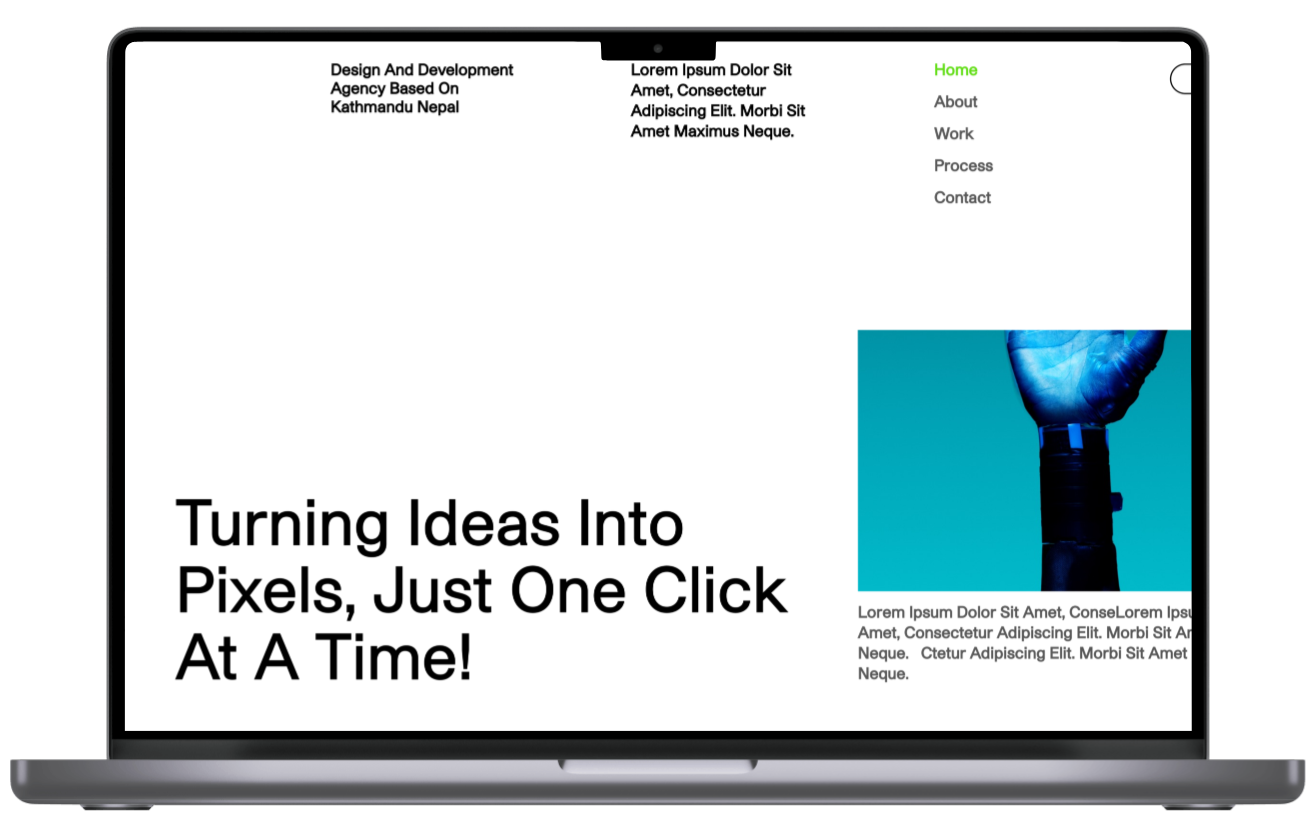 Design And Development
Agency Based On
Kathmandu Nepal
Lorem Ipsum Dolor Sit
Amet, Consectetur
Adipiscing Elit. Morbi Sit
Amet Maximus Neque.
Home
About
Work
Process
Contact
Turning Ideas Into
Pixels, Just One Click
At A Time!
Lorem Ipsum Dolor Sit Amet, ConseLorem
Amet, Consectetur Adipiscing Elit. Morbi Sit
Neque. Ctetur Adipiscing Elit. Morbi Sit Amet
Neque.